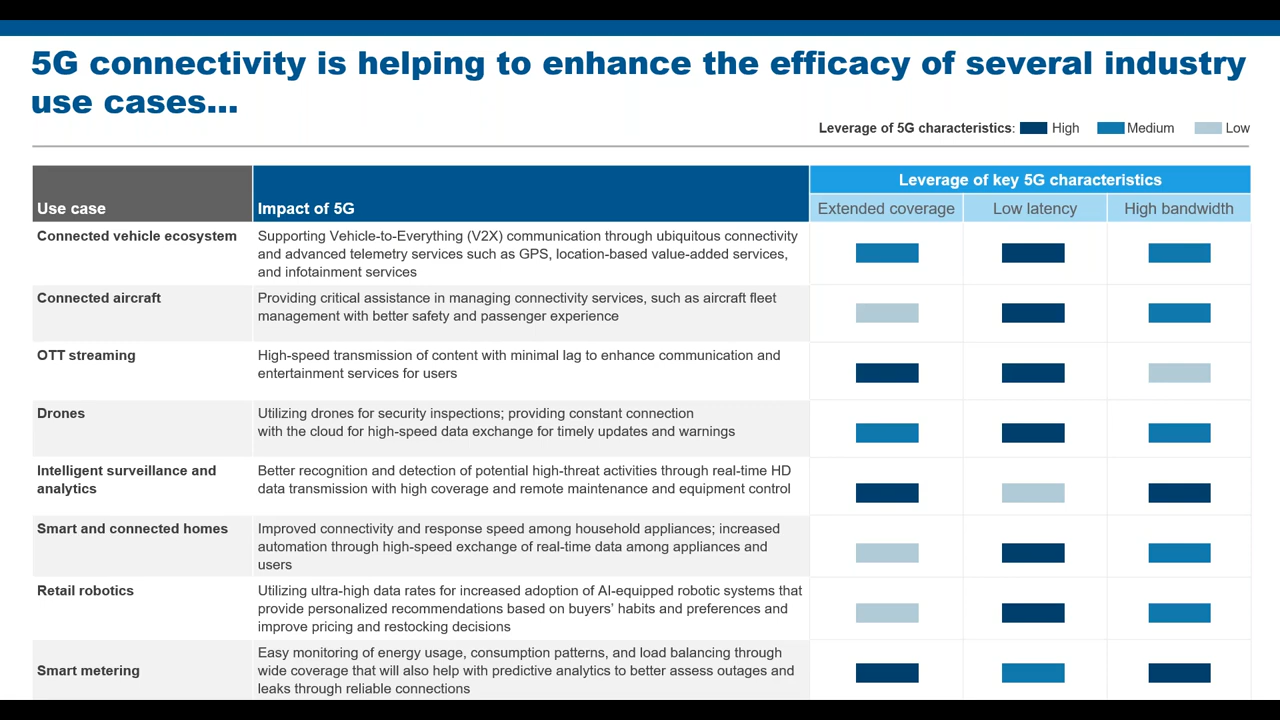 5G connectivity is helping to enhance the efficacy of several industry
use cases...
Leverage of 5G characteristics: High Medium Low
Leverage of key 5G characteristics
Use case Impact of 5G Extended coverage Low latency High bandwidth
Connected vehicle ecosystem
Supporting Vehicle-to-Everything (V2X) communication through ubiquitous connectivity
and advanced telemetry services such as GPS, location-based value-added services,
and infotainment services
Connected aircraft
Providing critical assistance in managing connectivity services, such as aircraft fleet
management with better safety and passenger experience
OTT streaming
High-speed transmission of content with minimal lag to enhance communication and
entertainment services for users
Drones
Utilizing drones for security inspections; providing constant connection
with the cloud for high-speed data exchange for timely updates and warnings
Intelligent surveillance and
analytics
Better recognition and detection of potential high-threat activities through real-time HD
data transmission with high coverage and remote maintenance and equipment control
Smart and connected homes
Improved connectivity and response speed among household appliances; increased
automation through high-speed exchange of real-time data among appliances and
users
Retail robotics
Utilizing ultra-high data rates for increased adoption of AI-equipped robotic systems that
provide personalized recommendations based on buyers' habits and preferences and
improve pricing and restocking decisions
Smart metering
Easy monitoring of energy usage, consumption patterns, and load balancing through
wide coverage that will also help with predictive analytics to better assess outages and
leaks through reliable connections